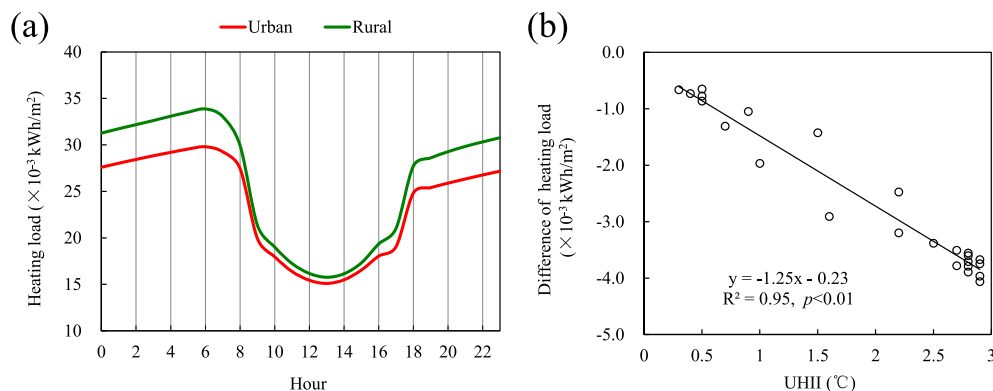 (a)
Urban Rural
Heating load (×10⁻³ kWh/m²)
40
35
30
25
20
15
10
0 2 4 6 8 10 12 14 16 18 20 22
Hour
(b)
Difference of heating load
(×10⁻³ kWh/m²)
0.0
-1.0
-2.0
-3.0
-4.0
-5.0
y = -1.25x - 0.23
R² = 0.95, p<0.01
0 0.5 1 1.5 2 2.5 3
UHII (℃)